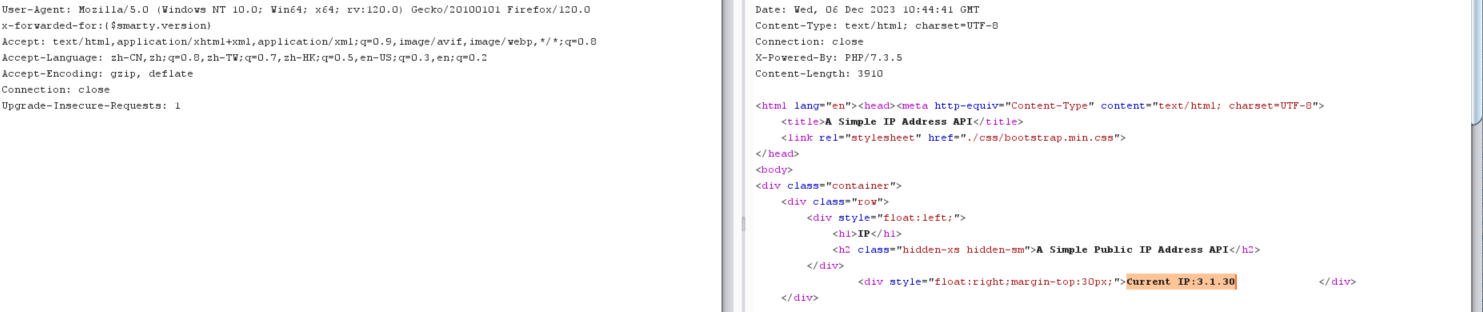 User-Agent: Mozilla/5.0 (Windows NT 10.0; Win64; x64; rv:120.0) Gecko/20100101 Firefox/120.0
x-forwarded-for:{$smarty.version}
Accept: text/html,application/xhtml+xml,application/xml;q=0.9,image/avif,image/webp,*/*;q=0.8
Accept-Language: zh-CN,zh;q=0.8,zh-TW;q=0.7,zh-HK;q=0.5,en-US;q=0.3,en;q=0.2
Accept-Encoding: gzip, deflate
Connection: close
Upgrade-Insecure-Requests: 1
Date: Wed, 06 Dec 2023 10:44:41 GMT
Content-Type: text/html; charset=UTF-8
Connection: close
X-Powered-By: PHP/7.3.5
Content-Length: 3910
<html lang="en"><head><meta http-equiv="Content-Type" content="text/html; charset=UTF-8">
<title>A Simple IP Address API</title>
<link rel="stylesheet" href="./css/bootstrap.min.css">
</head>
<body>
<div class="container">
<div class="row">
<div style="float:left;">
<h1>IP</h1>
<h2 class="hidden-xs hidden-sm">A Simple Public IP Address API</h2>
</div>
<div style="float:right;margin-top:30px;">Current IP:3.1.30 </div>
</div>